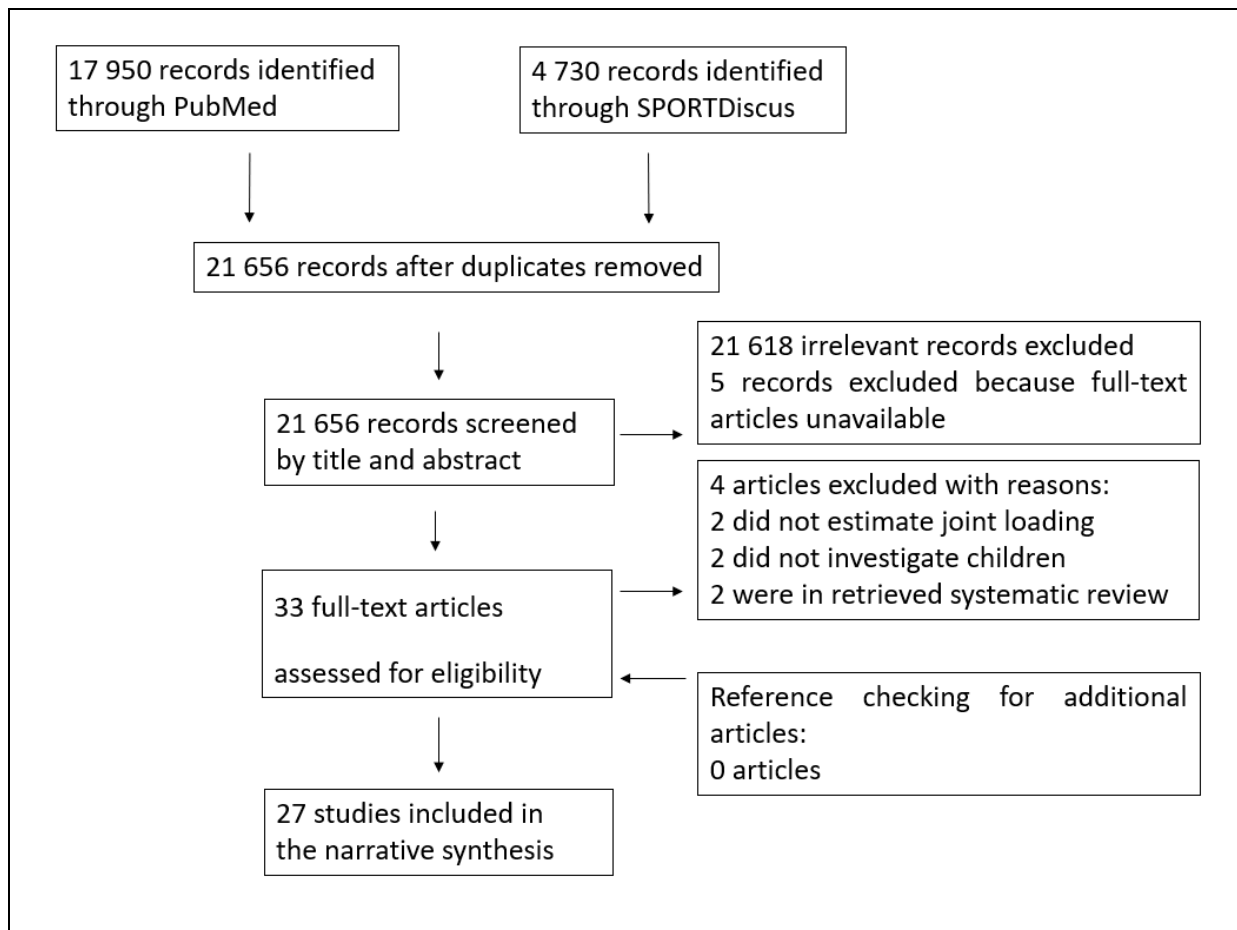 17 950 records identified
through PubMed
4 730 records identified
through SPORTDiscus
21 656 records after duplicates removed
21 618 irrelevant records excluded
5 records excluded because full-text
articles unavailable
21 656 records screened
by title and abstract
4 articles excluded with reasons:
2 did not estimate joint loading
2 did not investigate children
2 were in retrieved systematic review
33 full-text articles
assessed for eligibility
Reference checking for additional
articles:
0 articles
27 studies included in
the narrative synthesis